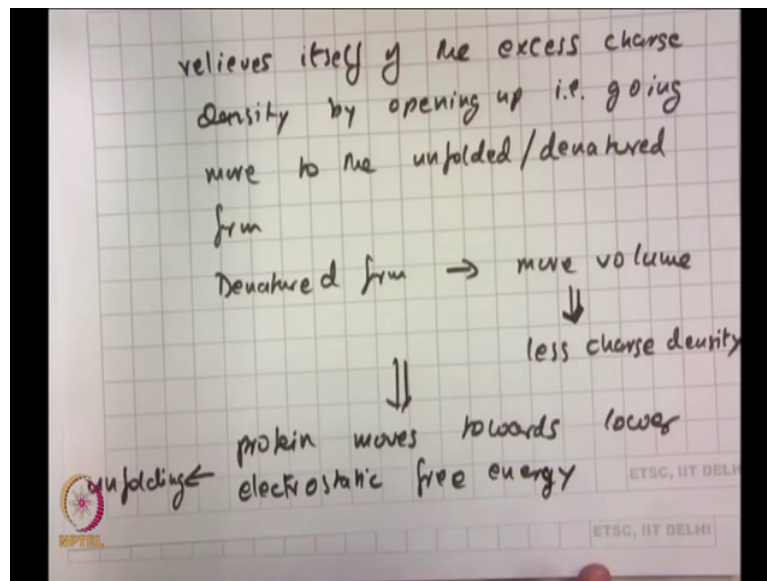 relieves itself of the excess charge
density by opening up i.e. going
more to the unfolded/denatured
form
Denatured form → more volume
⇓
less charge density
⇓
protein moves towards lower
unfolding ← electrostatic free energy
ETSC, IIT DELH
NPTEL
ETSC, IIT DELHI